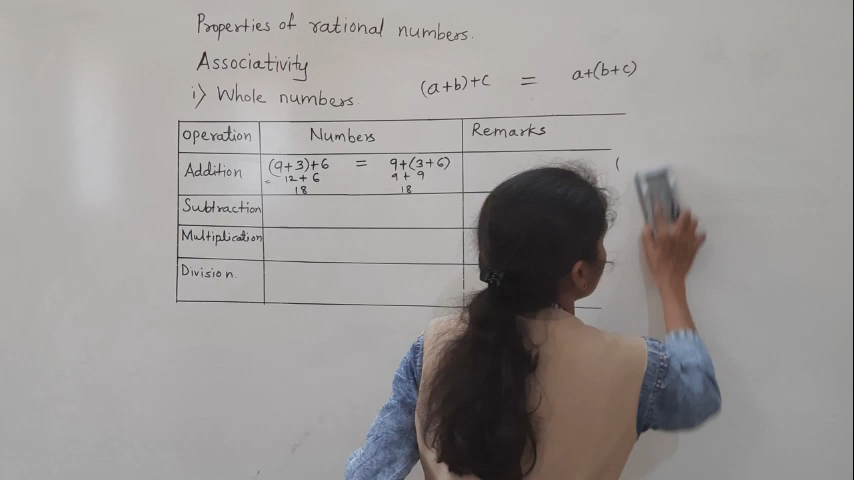 Properties of rational numbers.
Associativity
i) Whole numbers. (a+b)+c = a+(b+c)
Operation Numbers Remarks
Addition (9+3)+6 = 9+(3+6)
= 12+6 9+9
18 18
Subtraction
Multiplication
Division.
(